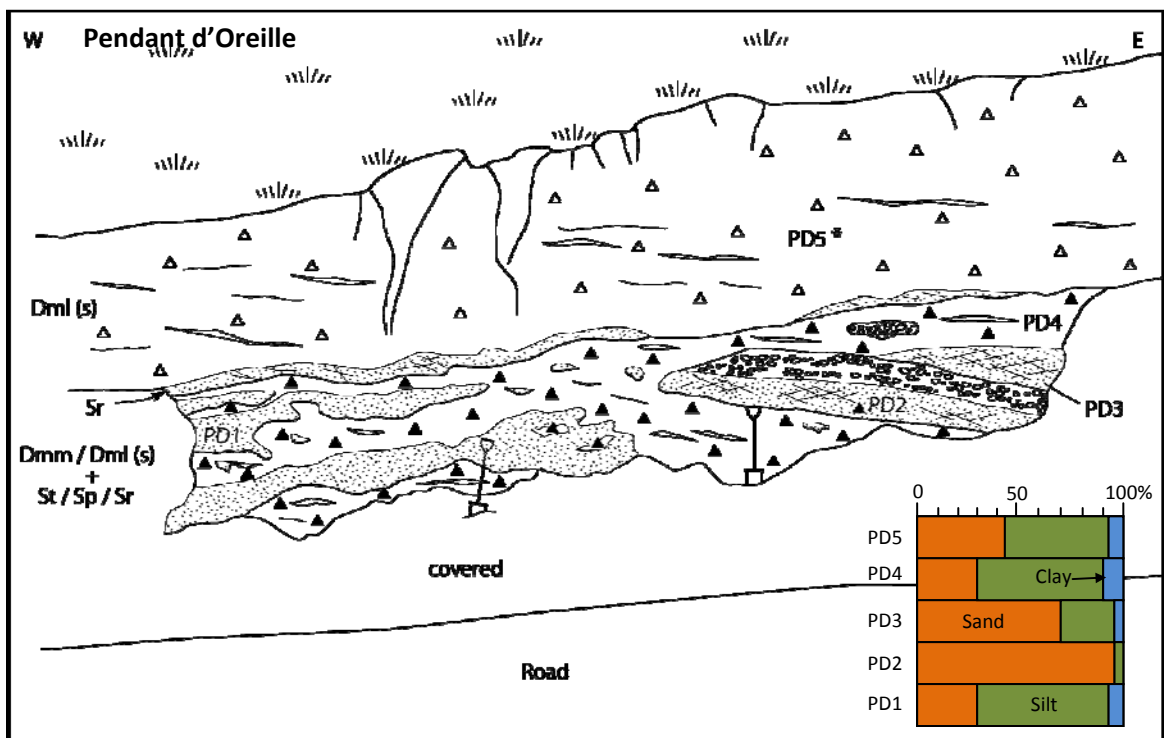 W Pendant d'Oreille E
PD5 *
Dml (s)
PD4
Sr
PD1
PD2
PD3
Dmm / Dml (s)
+
St / Sp / Sr
covered
Road
0 50 100%
PD5
PD4 Clay
PD3 Sand
PD2
PD1 Silt